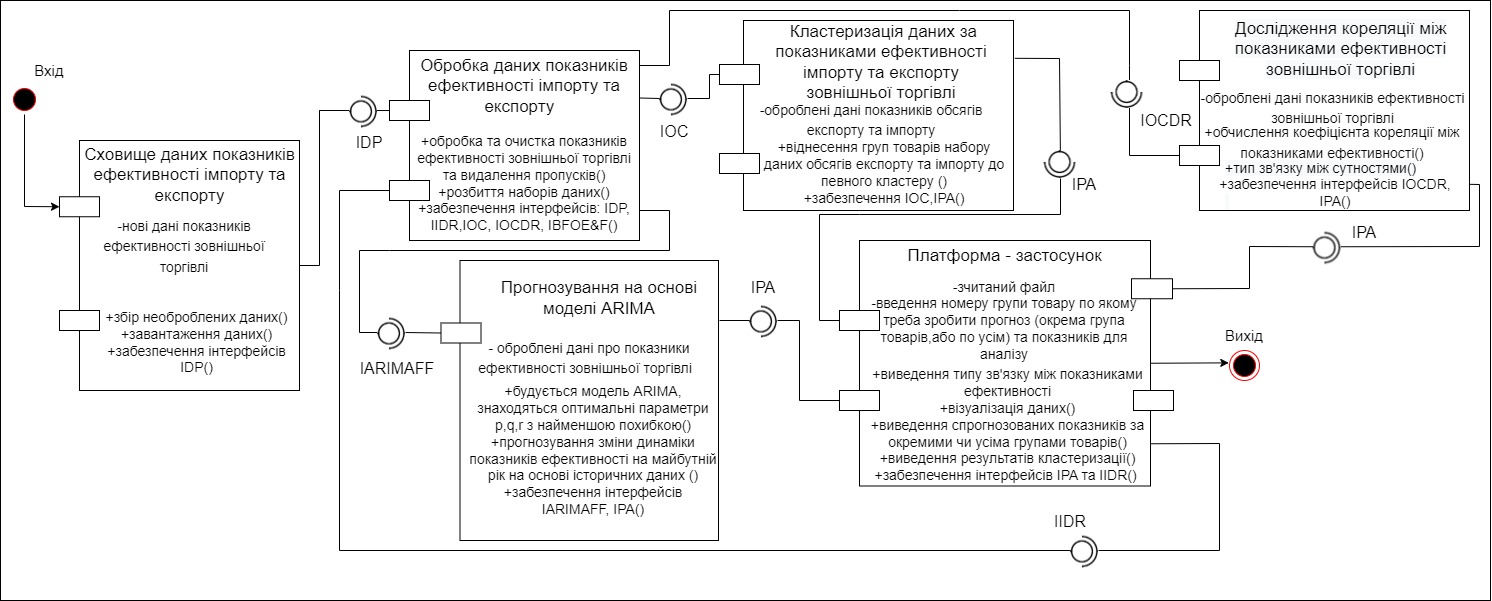 Вхід
Сховище даних показників
ефективності імпорту та
експорту
-нові дані показників
ефективності зовнішньої
торгівлі
+збір необроблених даних()
+завантаження даних()
+забезпечення інтерфейсів
IDP()
IDP
Обробка даних показників
ефективності імпорту та
експорту
+обробка та очистка показників
ефективності зовнішньої торгівлі
та видалення пропусків()
+розбиття наборів даних()
+забезпечення інтерфейсів: IDP,
IIDR,IOC, IOCDR, IBFOE&F()
IOC
Кластеризація даних за
показниками ефективності
імпорту та експорту
зовнішньої торгівлі
-оброблені дані показників обсягів
експорту та імпорту
+віднесення груп товарів набору
даних обсягів експорту та імпорту до
певного кластеру ()
+забезпечення IOC,IPA()
IPA
IOCDR
Дослідження кореляції між
показниками ефективності
зовнішньої торгівлі
-оброблені дані показників ефективності
зовнішньої торгівлі
+обчислення коефіцієнта кореляції між
показниками ефективності()
+тип зв'язку між сутностями()
+забезпечення інтерфейсів IOCDR,
IPA()
IPA
IARIMAFF
Прогнозування на основі
моделі ARIMA
- оброблені дані про показники
ефективності зовнішньої торгівлі
+будується модель ARIMA,
знаходяться оптимальні параметри
p,q,r з найменшою похибкою()
+прогнозування зміни динаміки
показників ефективності на майбутній
рік на основі історичних даних ()
+забезпечення інтерфейсів
IARIMAFF, IPA()
IPA
Платформа - застосунок
-зчитаний файл
-введення номеру групи товару по якому
треба зробити прогноз (окрема група
товарів,або по усім) та показників для
аналізу
+виведення типу зв'язку між показниками
ефективності
+візуалізація даних()
+виведення спрогнозованих показників за
окремими чи усіма групами товарів()
+виведення результатів кластеризації()
+забезпечення інтерфейсів IPA та IIDR()
Вихід
IIDR